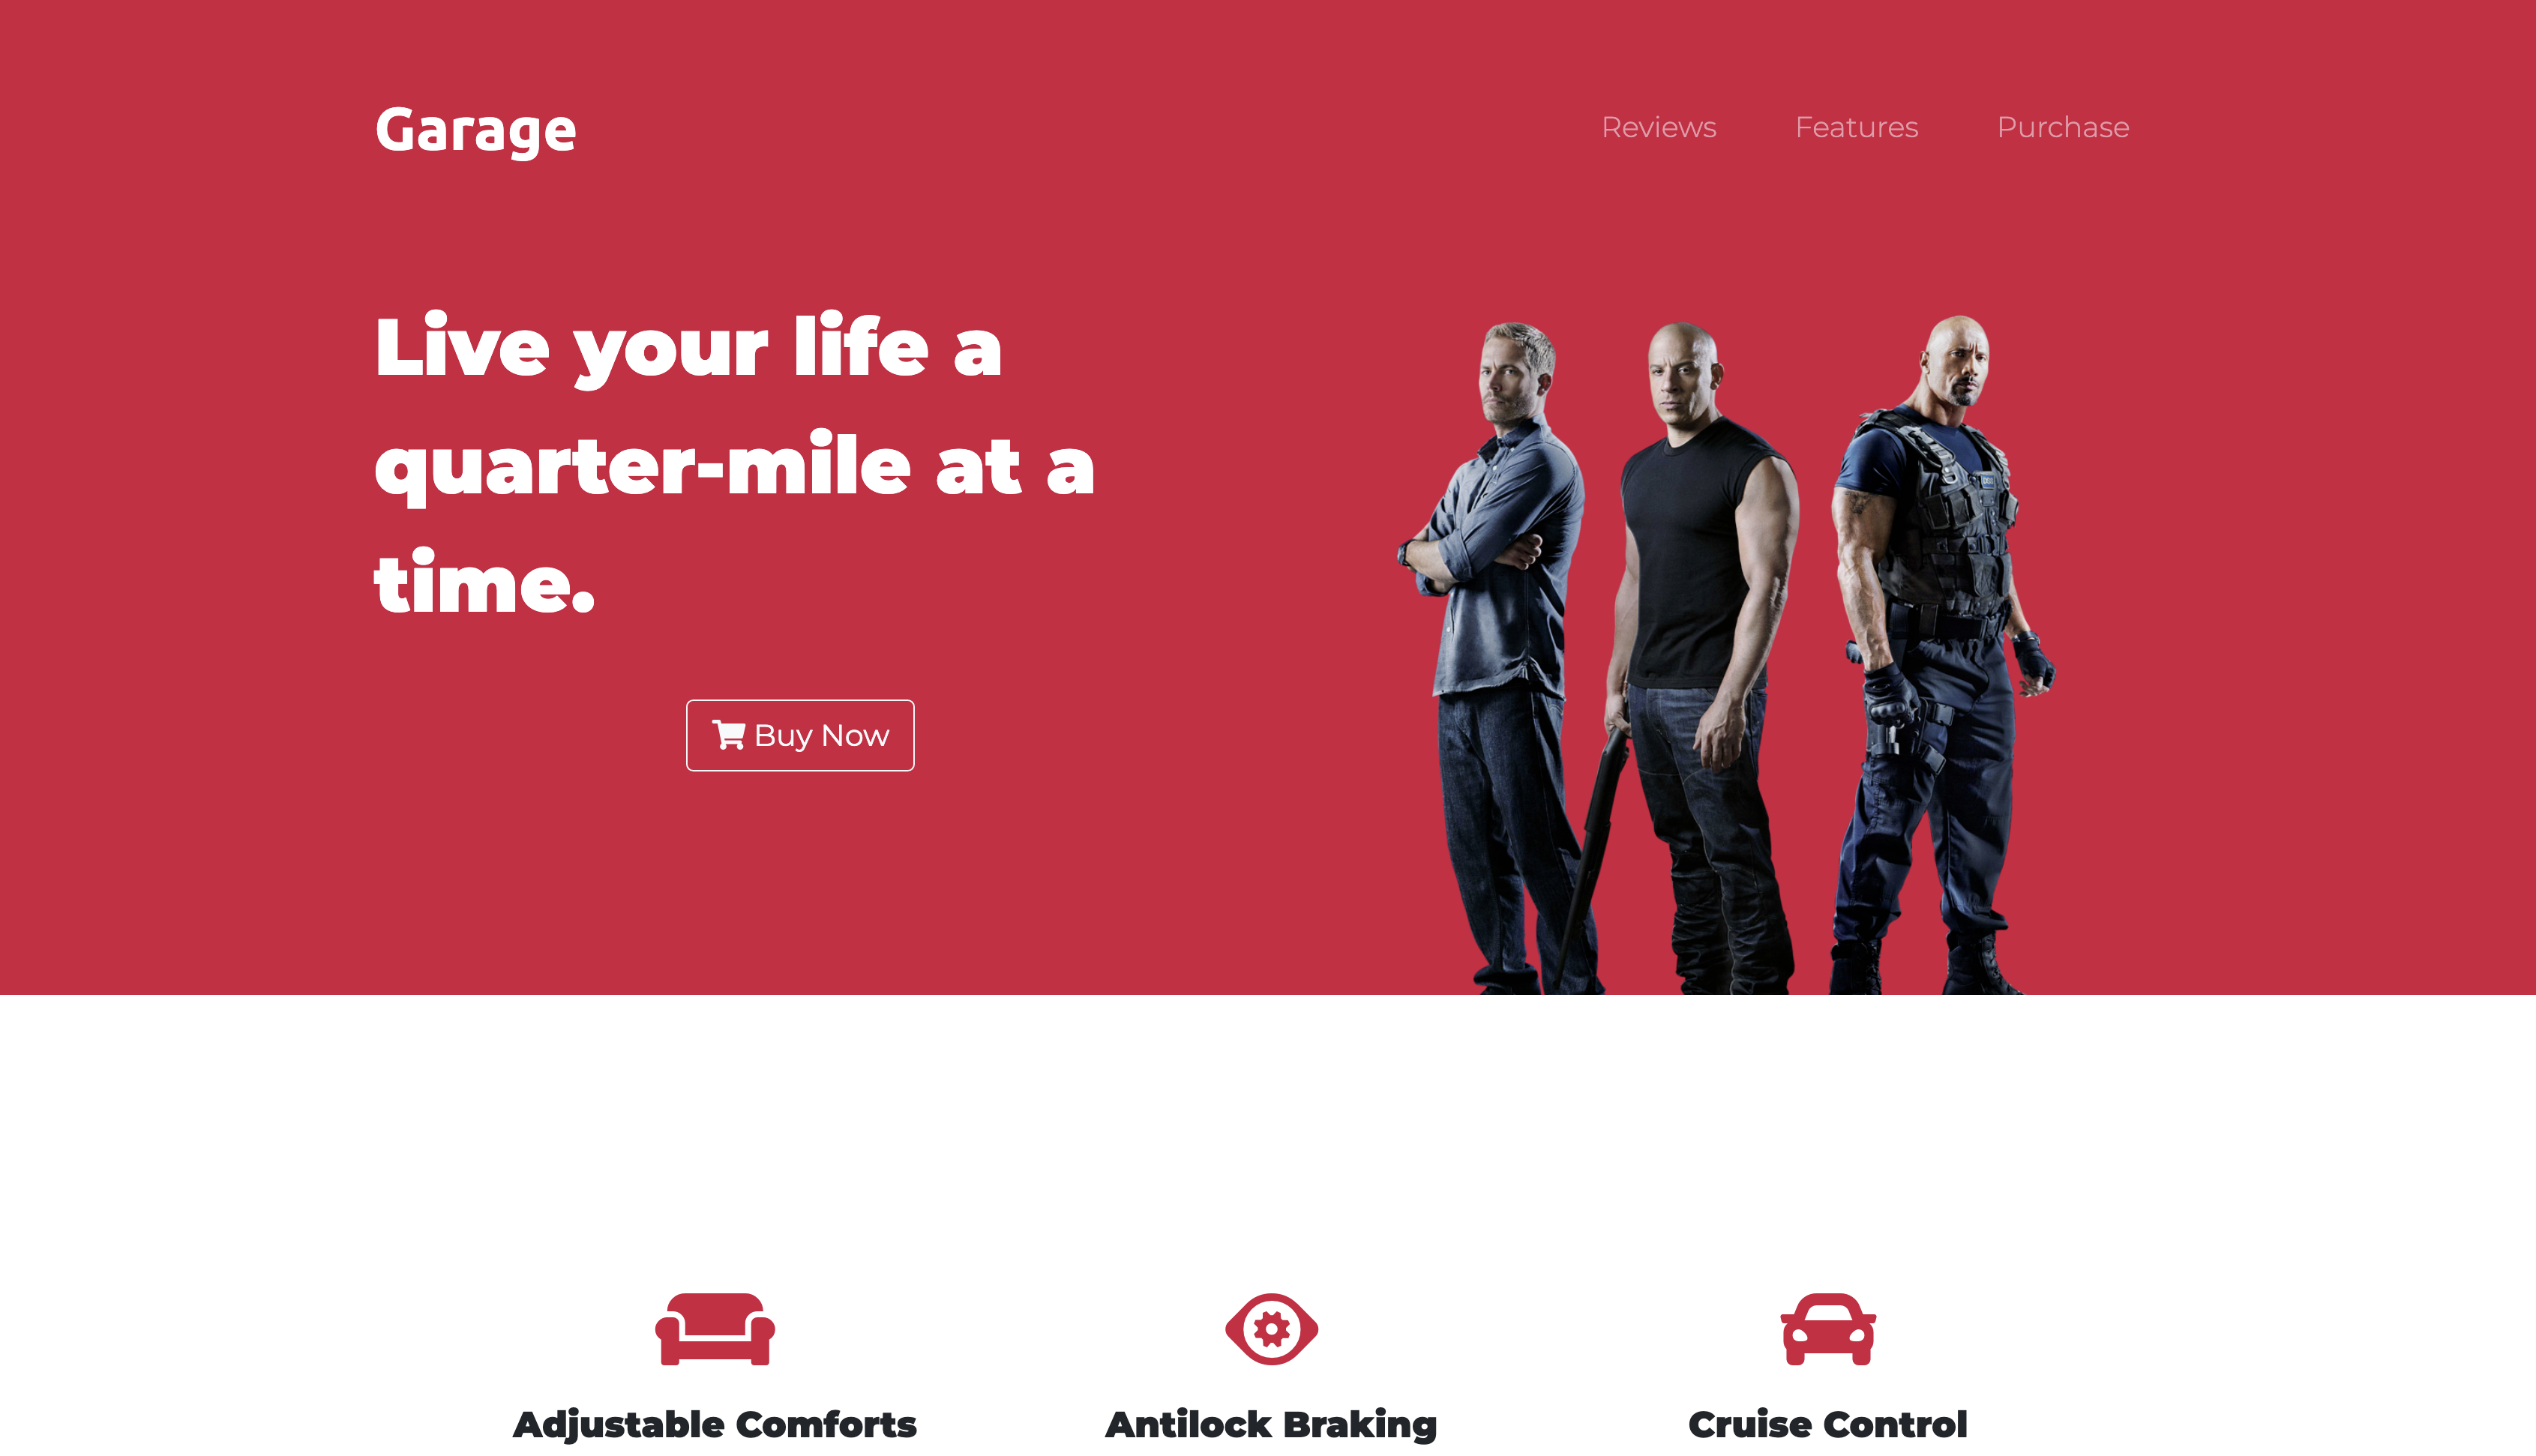 Garage
Reviews
Features
Purchase
Live your life a
quarter-mile at a
time.
Buy Now
Adjustable Comforts
Antilock Braking
Cruise Control